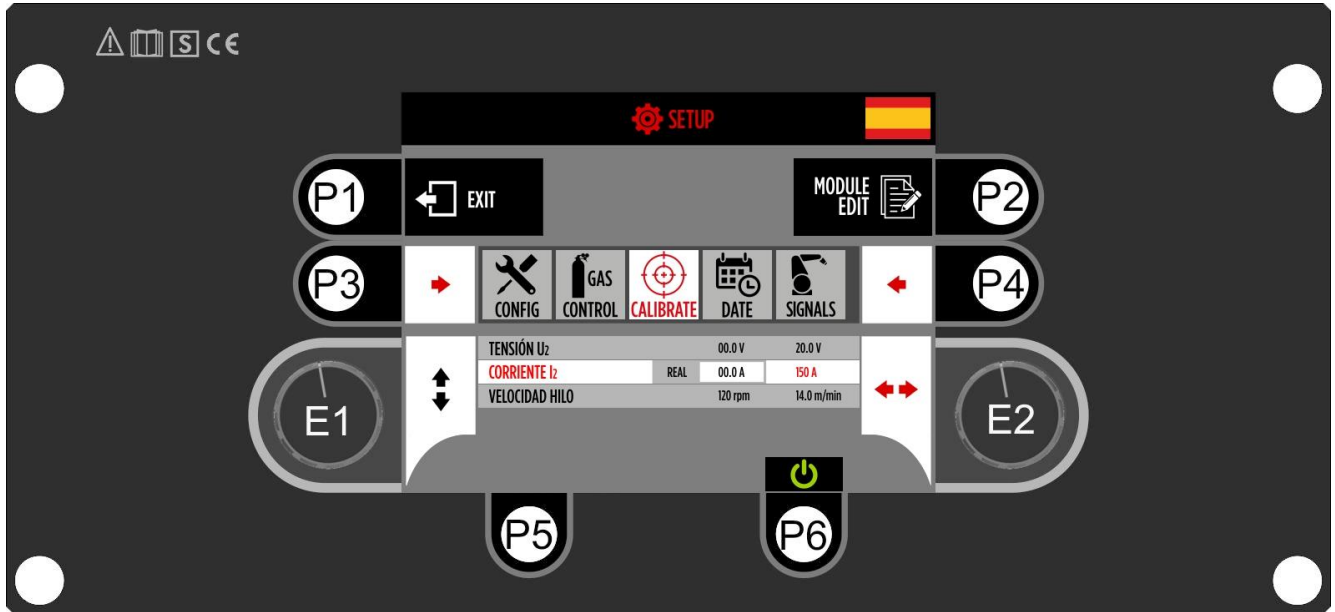 S CE
SETUP
P1
EXIT
MODULE
EDIT
P2
P3
CONFIG
GAS
CONTROL
CALIBRATE
DATE
SIGNALS
P4
TENSIÓN U2 00.0 V 20.0 V
CORRIENTE I2 REAL 00.0 A 150 A
VELOCIDAD HILO 120 rpm 14.0 m/min
E1
E2
P5
P6